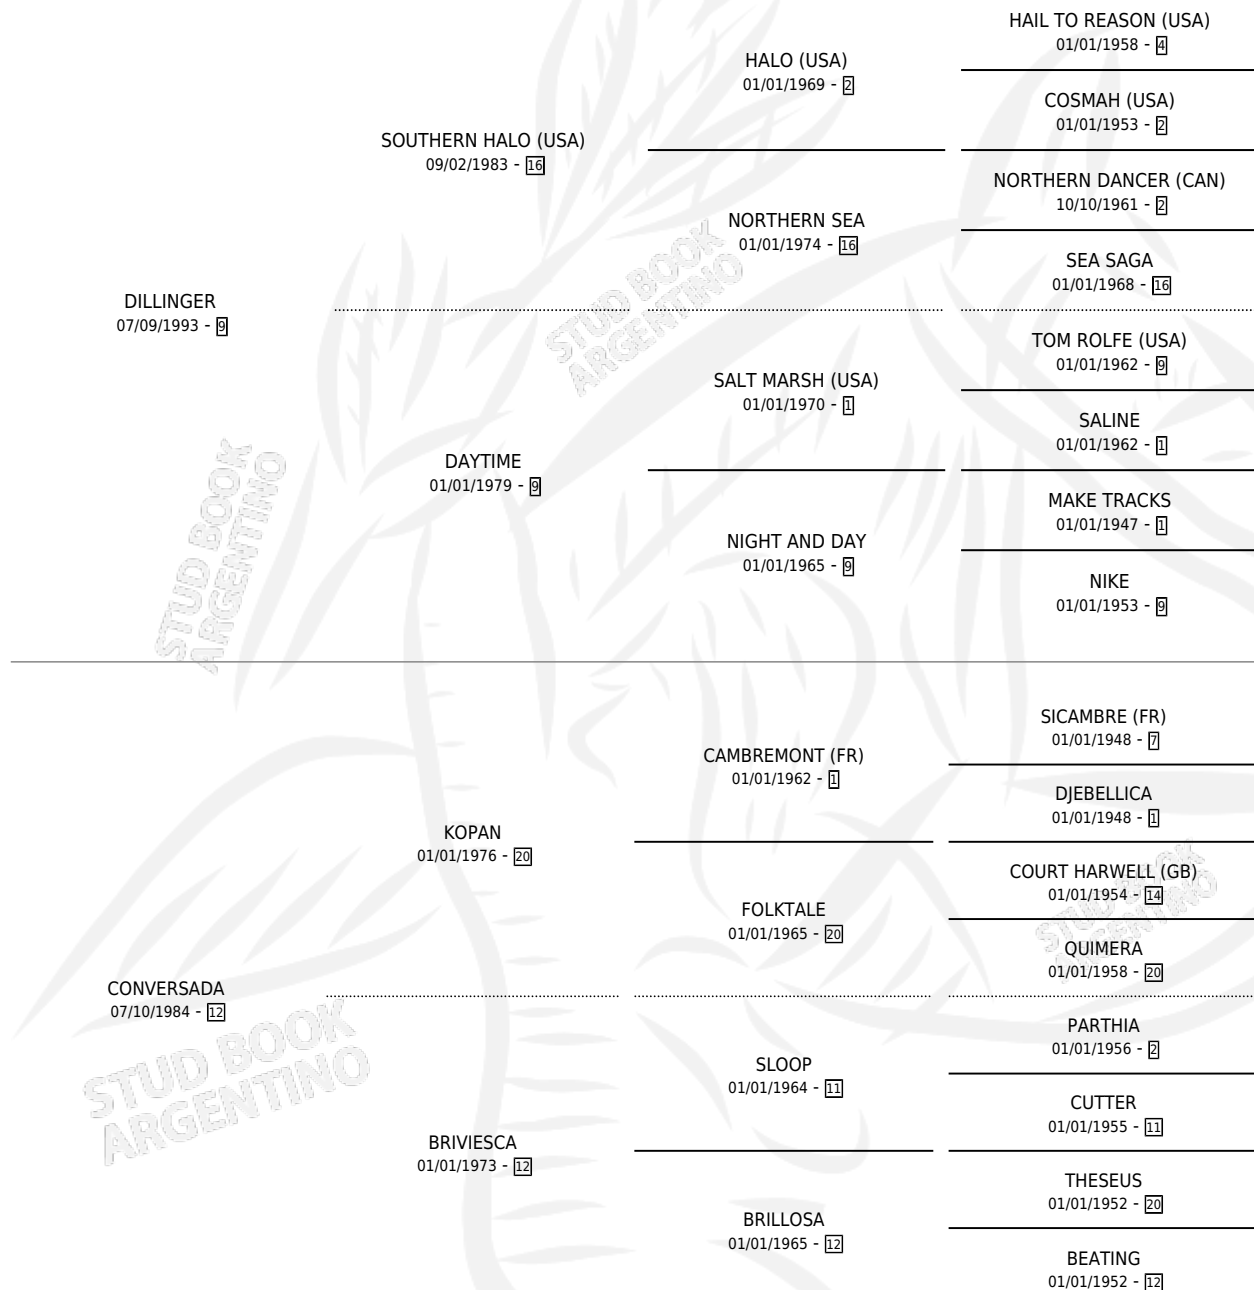 HAIL TO REASON (USA)
01/01/1958 - 4
HALO (USA)
01/01/1969 - 2
COSMAH (USA)
01/01/1953 - 2
SOUTHERN HALO (USA)
09/02/1983 - 16
NORTHERN DANCER (CAN)
10/10/1961 - 2
NORTHERN SEA
01/01/1974 - 16
SEA SAGA
01/01/1968 - 16
STUD BOOK
ARGENTINO
DILLINGER
07/09/1993 - 9
TOM ROLFE (USA)
01/01/1962 - 9
SALT MARSH (USA)
01/01/1970 - 1
SALINE
01/01/1962 - 1
DAYTIME
01/01/1979 - 9
MAKE TRACKS
01/01/1947 - 1
NIGHT AND DAY
01/01/1965 - 9
NIKE
01/01/1953 - 9
STUD BOOK
ARGENTINO
SICAMBRE (FR)
01/01/1948 - 7
CAMBREMONT (FR)
01/01/1962 - 1
DJEBELLICA
01/01/1948 - 1
KOPAN
01/01/1976 - 20
COURT HARWELL (GB)
01/01/1954 - 14
FOLKTALE
01/01/1965 - 20
QUIMERA
01/01/1958 - 20
STUD BOOK
ARGENTINO
CONVERSADA
07/10/1984 - 12
PARTHIA
01/01/1956 - 2
SLOOP
01/01/1964 - 11
CUTTER
01/01/1955 - 11
STUD BOOK
ARGENTINO
BRIVIESCA
01/01/1973 - 12
THESEUS
01/01/1952 - 20
BRILLOSA
01/01/1965 - 12
BEATING
01/01/1952 - 12